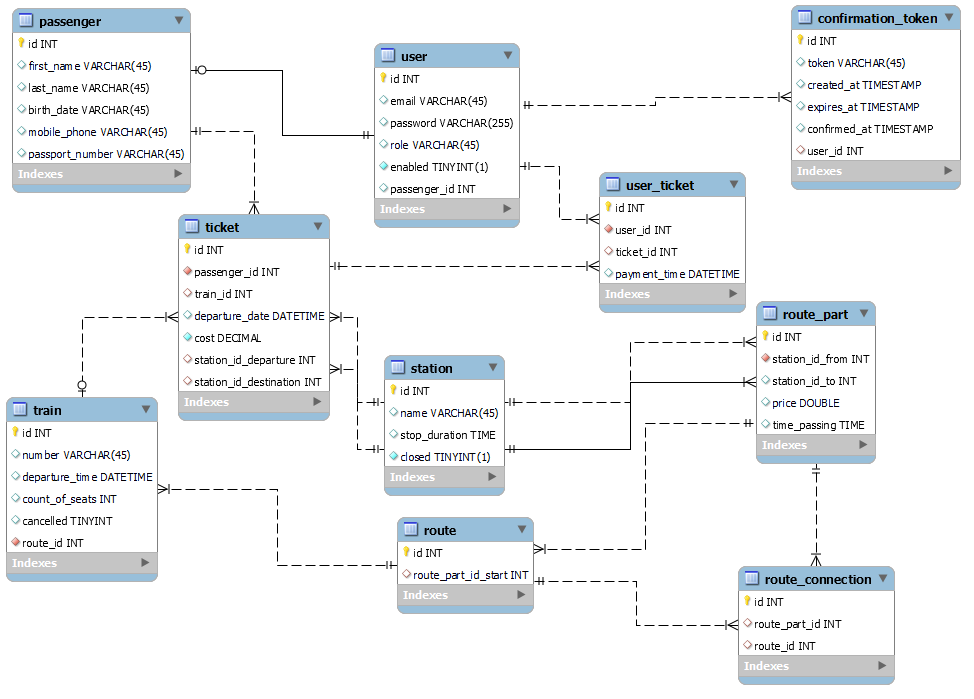 passenger
id INT
first_name VARCHAR(45)
last_name VARCHAR(45)
birth_date VARCHAR(45)
mobile_phone VARCHAR(45)
passport_number VARCHAR(45)
Indexes
user
id INT
email VARCHAR(45)
password VARCHAR(255)
role VARCHAR(45)
enabled TINYINT(1)
passenger_id INT
Indexes
confirmation_token
id INT
token VARCHAR(45)
created_at TIMESTAMP
expires_at TIMESTAMP
confirmed_at TIMESTAMP
user_id INT
Indexes
user_ticket
id INT
user_id INT
ticket_id INT
payment_time DATETIME
Indexes
ticket
id INT
passenger_id INT
train_id INT
departure_date DATETIME
cost DECIMAL
station_id_departure INT
station_id_destination INT
Indexes
route_part
id INT
station_id_from INT
station_id_to INT
price DOUBLE
time_passing TIME
Indexes
station
id INT
name VARCHAR(45)
stop_duration TIME
closed TINYINT(1)
Indexes
train
id INT
number VARCHAR(45)
departure_time DATETIME
count_of_seats INT
cancelled TINYINT
route_id INT
Indexes
route
id INT
route_part_id_start INT
Indexes
route_connection
id INT
route_part_id INT
route_id INT
Indexes